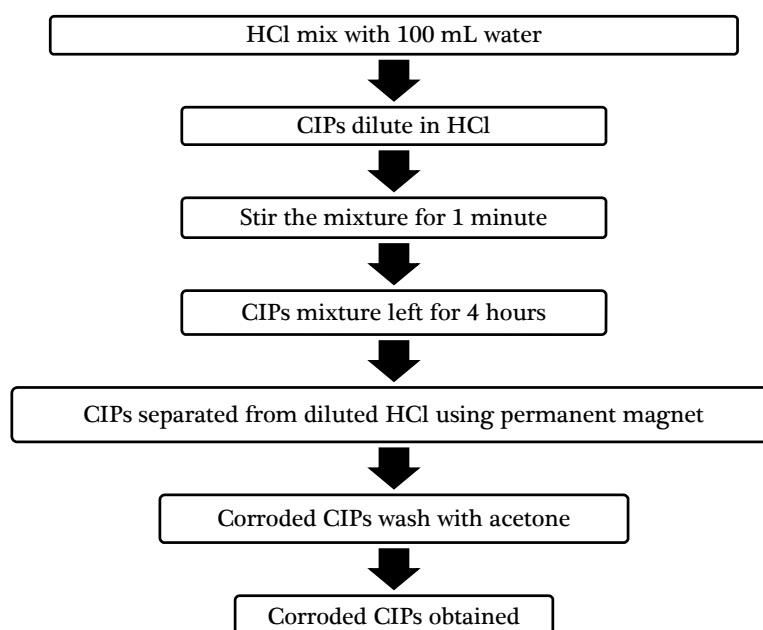 HCl mix with 100 mL water
CIPs dilute in HCl
Stir the mixture for 1 minute
CIPs mixture left for 4 hours
CIPs separated from diluted HCl using permanent magnet
Corroded CIPs wash with acetone
Corroded CIPs obtained